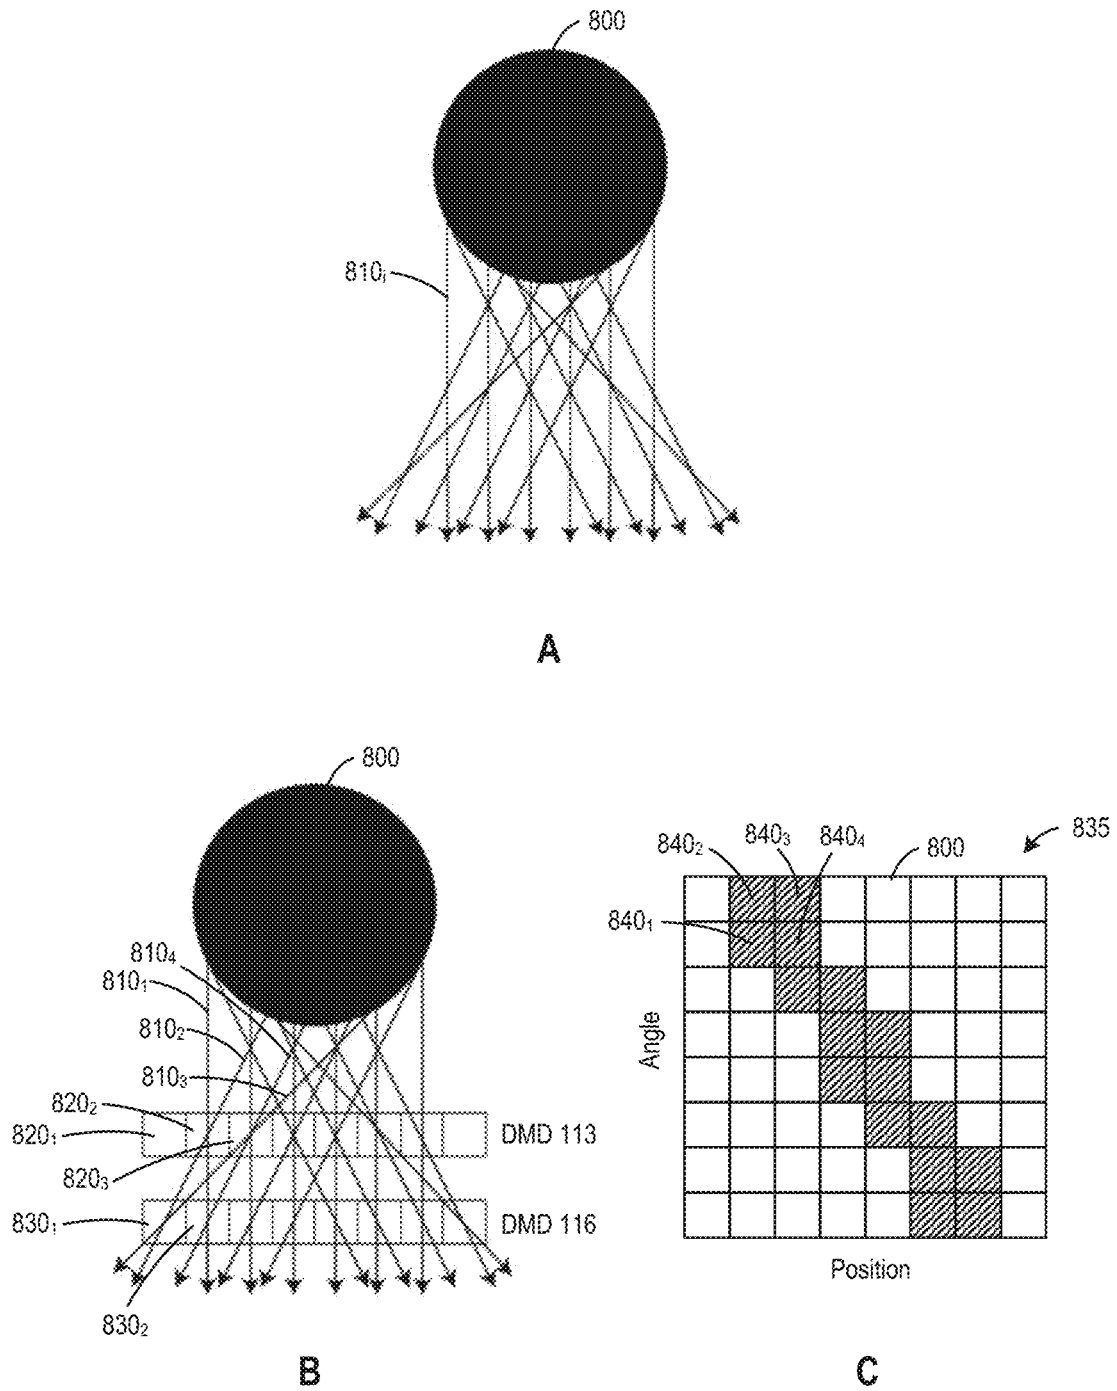 800
810i
A
800
810₄
810₁
810₂
810₃
820₂
820₁
DMD 113
820₃
830₁
DMD 116
830₂
B
835
840₃
840₂
840₄
800
840₁
Angle
Position
C